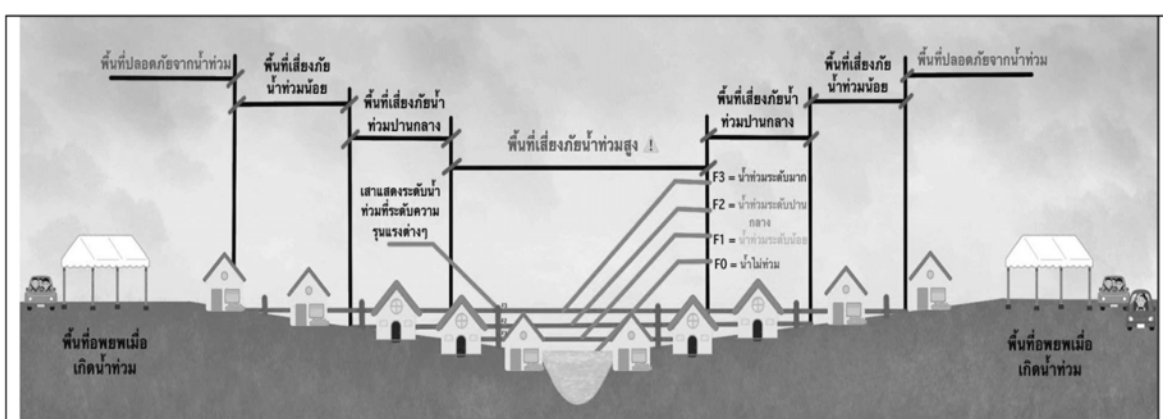 พื้นที่ปลอดภัยจากน้ำท่วม
พื้นที่เสี่ยงภัย
น้ำท่วมน้อย
พื้นที่เสี่ยงภัยน้ำ
ท่วมปานกลาง
พื้นที่เสี่ยงภัยน้ำท่วมสูง
พื้นที่เสี่ยงภัยน้ำ
ท่วมปานกลาง
พื้นที่เสี่ยงภัย
น้ำท่วมน้อย
พื้นที่ปลอดภัยจากน้ำท่วม
เสาแสดงระดับน้ำ
ท่วมที่ระดับความ
รุนแรงต่างๆ
F3 = น้ำท่วมระดับมาก
F2 = น้ำท่วมระดับปาน
กลาง
F1 = น้ำท่วมระดับน้อย
F0 = น้ำไม่ท่วม
พื้นที่อพยพเมื่อ
เกิดน้ำท่วม
พื้นที่อพยพเมื่อ
เกิดน้ำท่วม